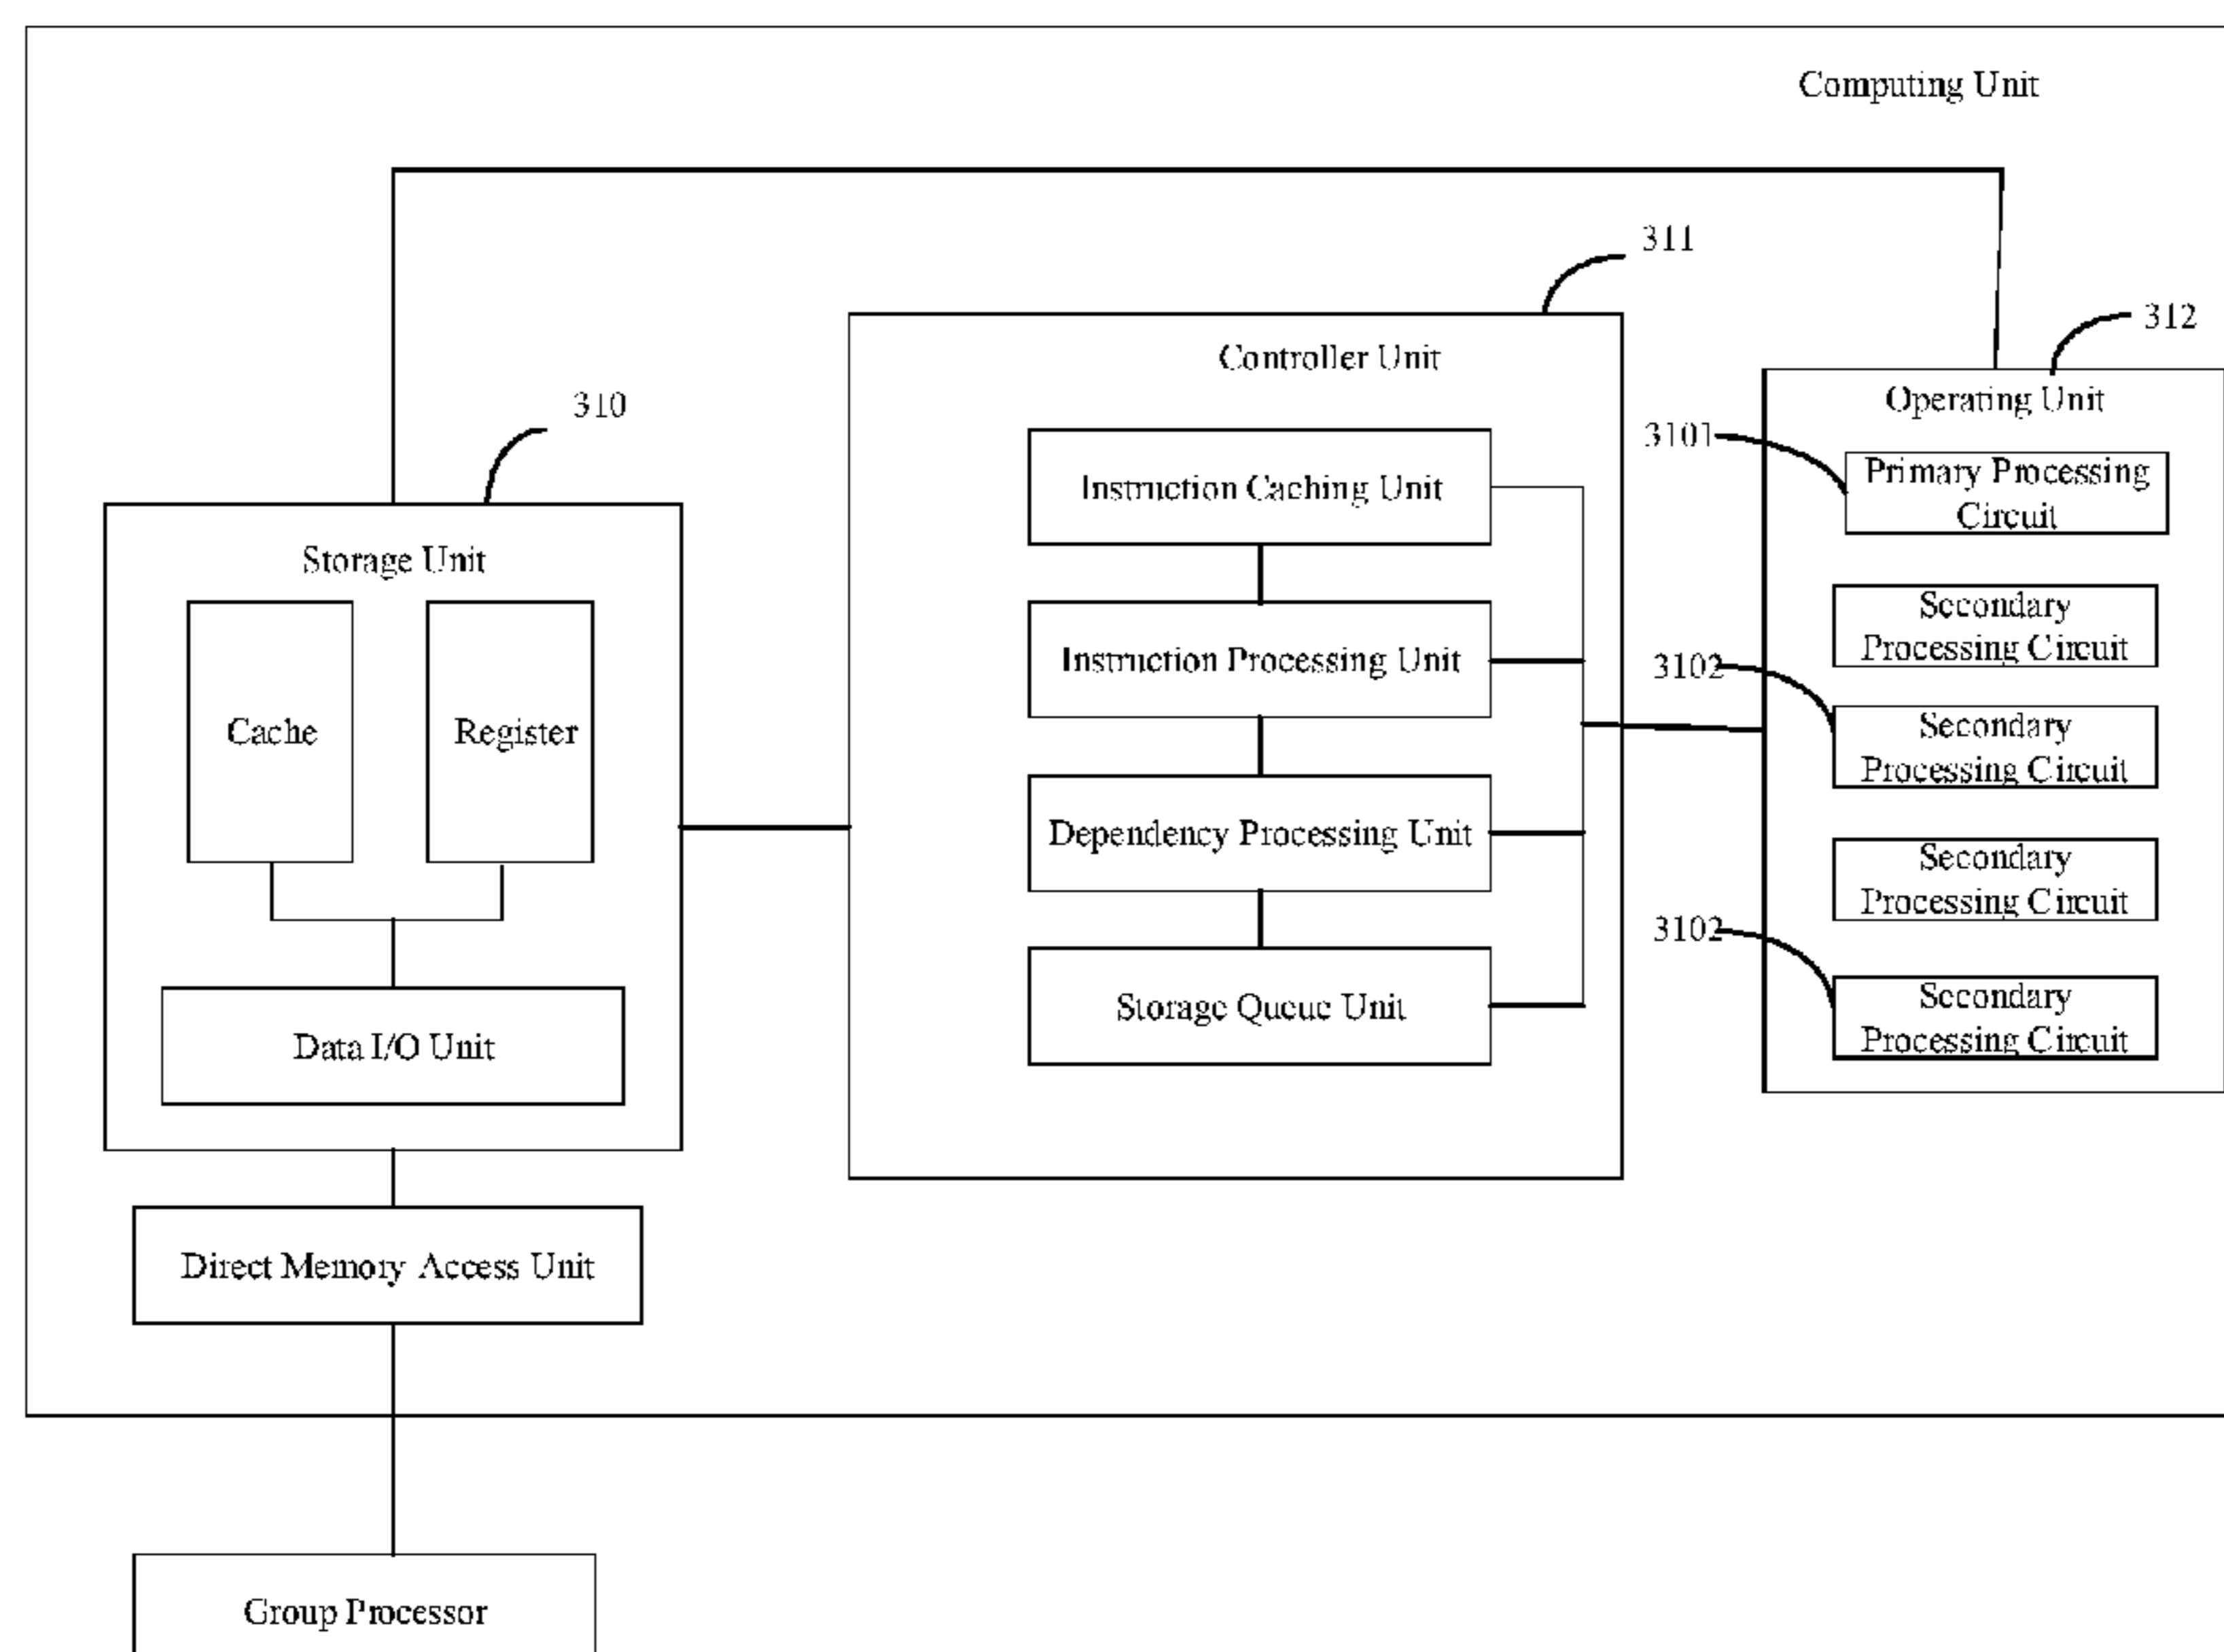 Computing Unit
311
312
Controller Unit
310
Operating Unit
3101
Primary Processing
Circuit
Instruction Caching Unit
Storage Unit
Secondary
Processing Circuit
Instruction Processing Unit
3102
Cache
Register
Secondary
Processing Circuit
Dependency Processing Unit
Secondary
Processing Circuit
3102
Storage Queue Unit
Secondary
Processing Circuit
Data I/O Unit
Direct Memory Access Unit
Group Processor